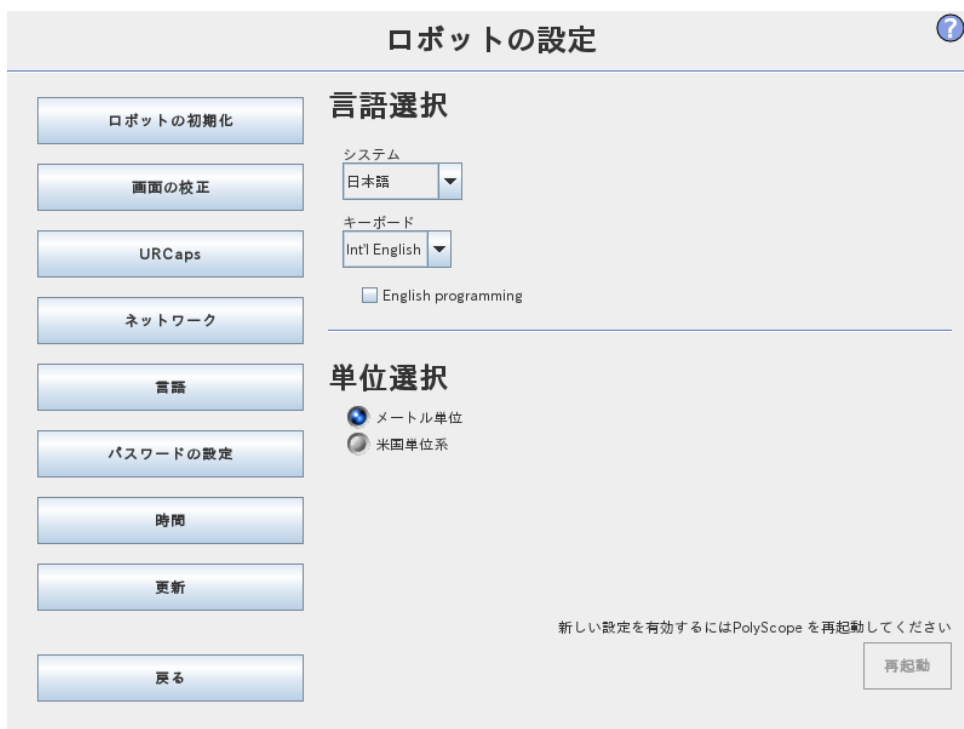 ロボットの設定
?
ロボットの初期化
画面の校正
URCaps
ネットワーク
言語
パスワードの設定
時間
更新
戻る
言語選択
システム
日本語
キーボード
Int'l English
English programming
単位選択
メートル単位
米国単位系
新しい設定を有効するにはPolyScope を再起動してください
再起動